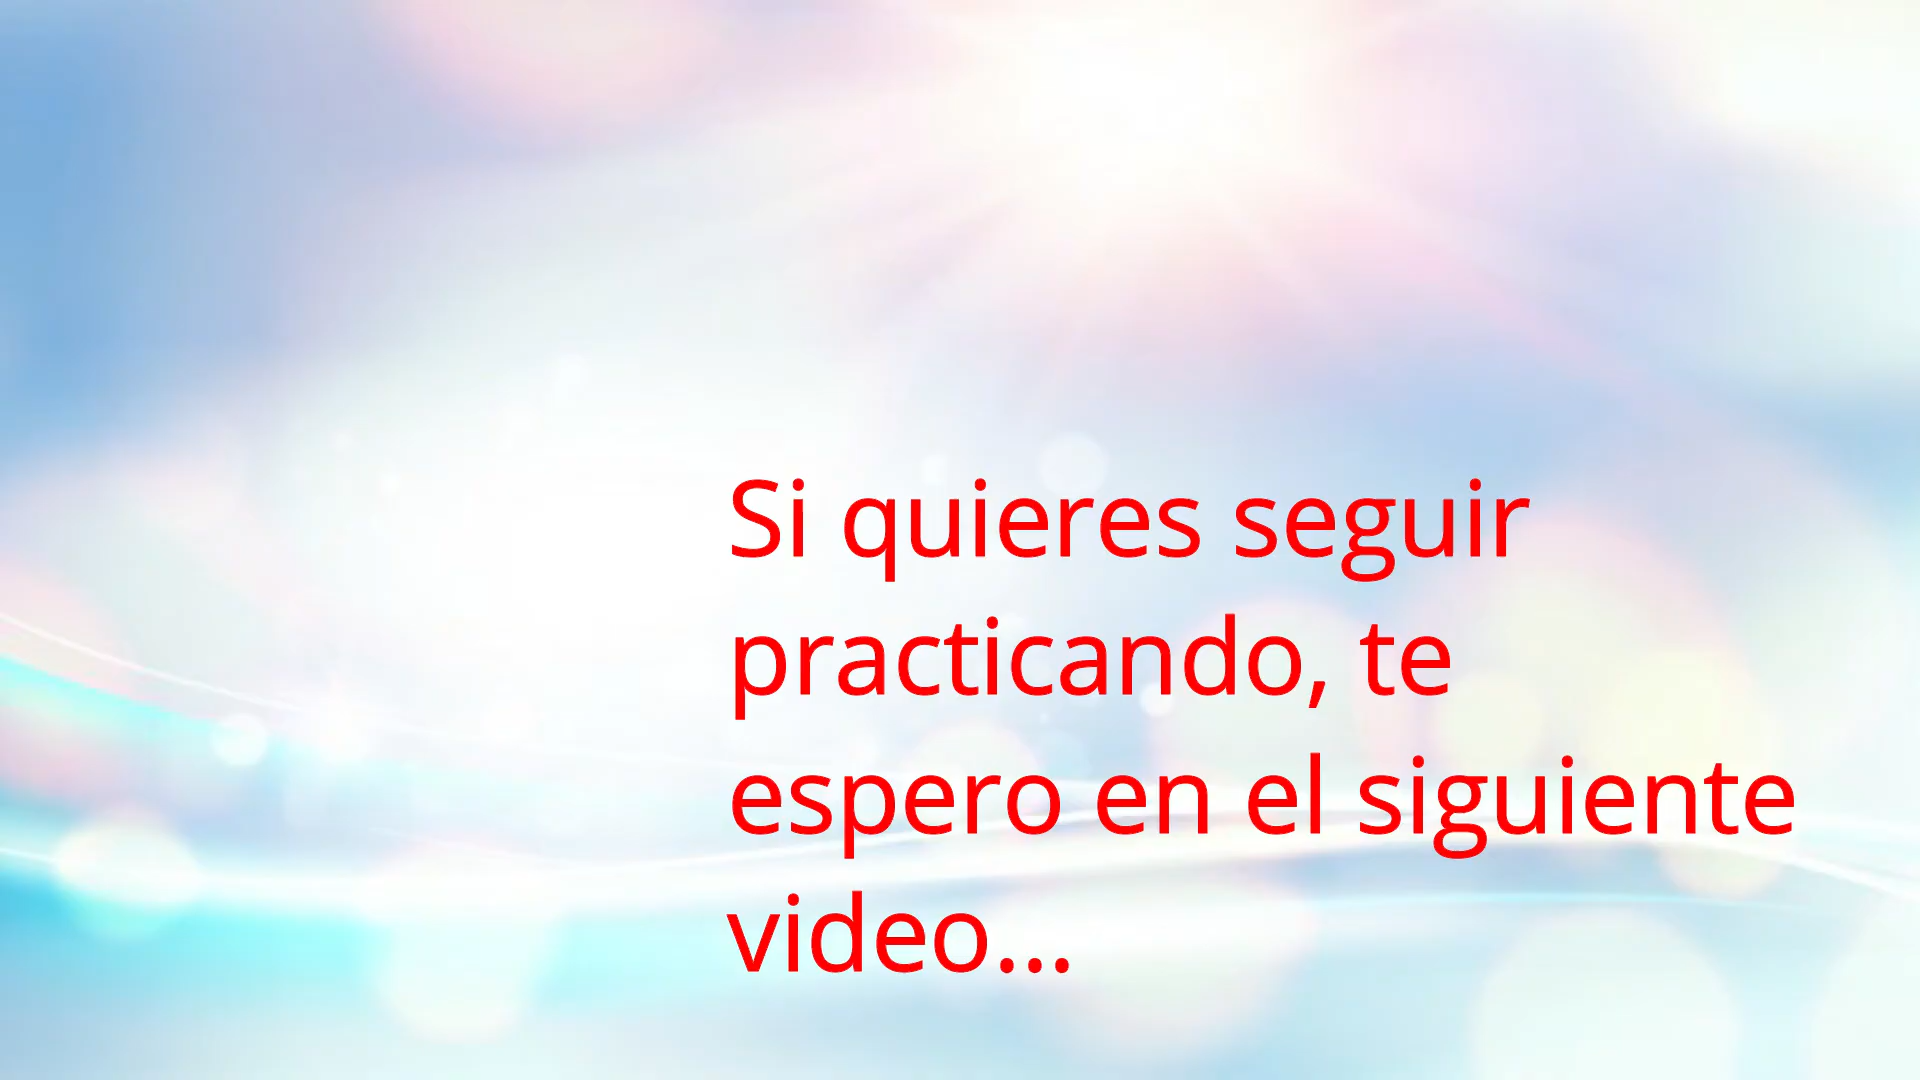 Si quieres seguir
practicando, te
espero en el siguiente
video...